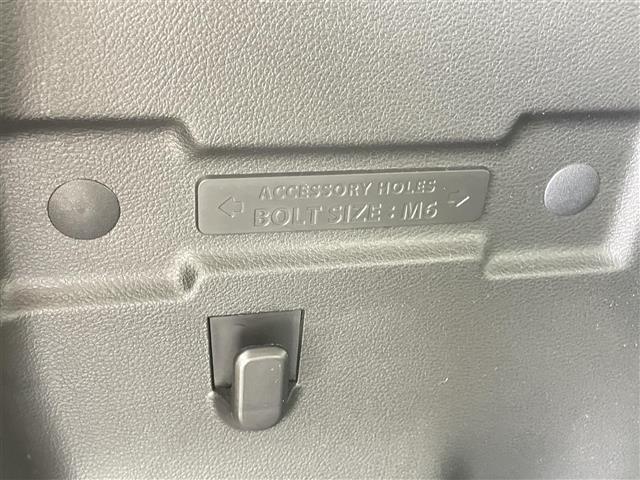 ACCESSORY HOLES
BOLT SIZE : M6